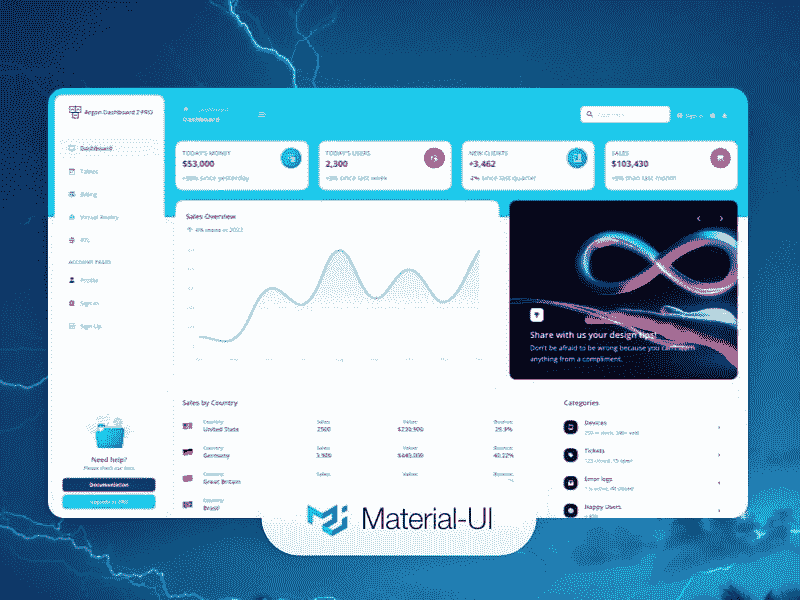 Argon Dashboard 2 PRO
Dashboard
Tables
Billing
Virtual Reality
RTL
ACCOUNT PAGES
Profile
Sign In
Sign Up
Need help?
Please check our docs
Documentation
Upgrade to PRO
Dashboard
Sign in
TODAY'S MONEY
$53,000
since yesterday
TODAY'S USERS
2,300
since last week
NEW CLIENTS
+3,462
-2% since last quarter
SALES
$103,430
than last month
Sales Overview
4% more in 2022
Share with us your design tips!
Don't be afraid to be wrong because you can't learn
anything from a compliment.
Sales by Country
Country Sales: Value: Bounce:
United State 2500 $230,900 29.9%
Country Sales: Value: Bounce:
Germany 3.900 $440,000 40.22%
Country Sales: Value: Bounce:
Great Britain
Country
Brasil
Categories
Devices
Tickets
Error logs
Happy Users
Material-UI